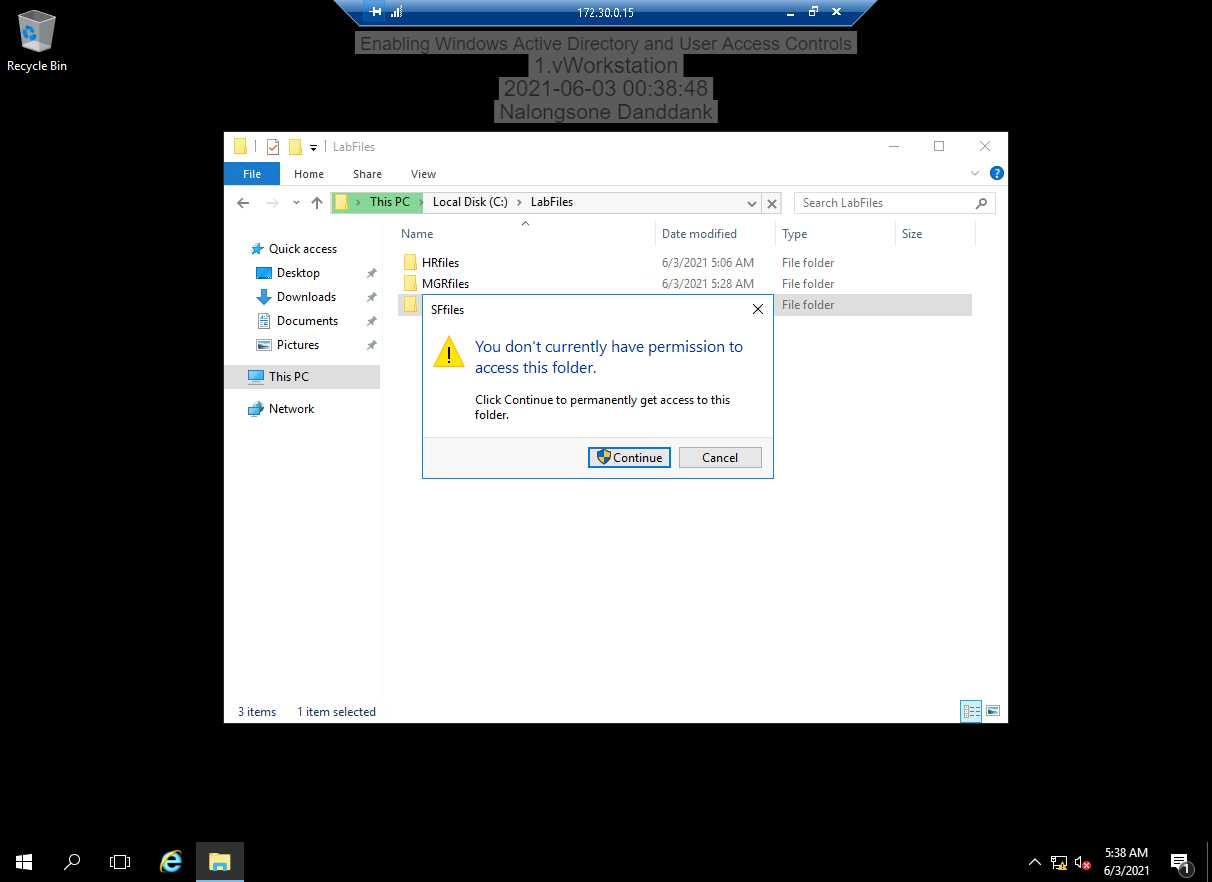 172.30.0.15
Recycle Bin
Enabling Windows Active Directory and User Access Controls
1.vWorkstation
2021-06-03 00:38:48
Nalongsone Danddank
LabFiles
File Home Share View
This PC Local Disk (C:) LabFiles
Search LabFiles
Name Date modified Type Size
Quick access
Desktop
Downloads
Documents
Pictures
This PC
Network
HRfiles 6/3/2021 5:06 AM File folder
MGRfiles 6/3/2021 5:28 AM File folder
File folder
SFfiles
You don't currently have permission to
access this folder.
Click Continue to permanently get access to this
folder.
Continue Cancel
3 items 1 item selected
5:38 AM
6/3/2021
1